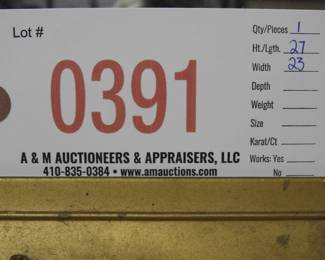 Lot #
0391
Qty/Pieces 1
Ht./Lgth. 27
Width 23
Depth
Weight
Size
Karat/Ct
Works: Yes
No
A & M AUCTIONEERS & APPRAISERS, LLC
410-835-0384 • www.amauctions.com